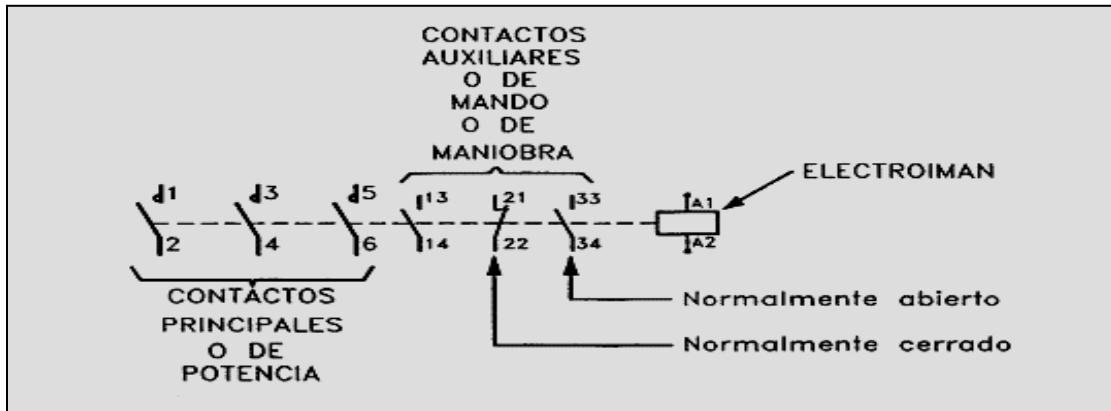 CONTACTOS
AUXILIARES
O DE
MANDO
O DE
MANIOBRA
ELECTROIMAN
1 3 5 13 21 33 A1
2 4 6 14 22 34 A2
CONTACTOS
PRINCIPALES
O DE
POTENCIA
Normalmente abierto
Normalmente cerrado